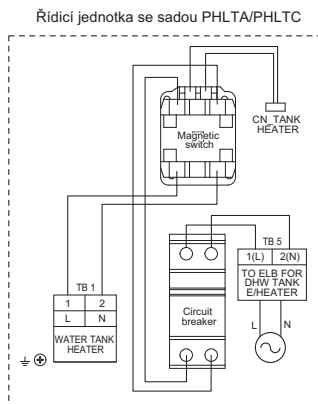 Řídicí jednotka se sadou PHLTA/PHLTC
CN_TANK
HEATER
Magnetic
switch
TB 5
1(L) 2(N)
TO ELB FOR
DHW TANK
E/HEATER
TB 1
1 2
L N
WATER TANK
HEATER
Circuit
breaker
L N